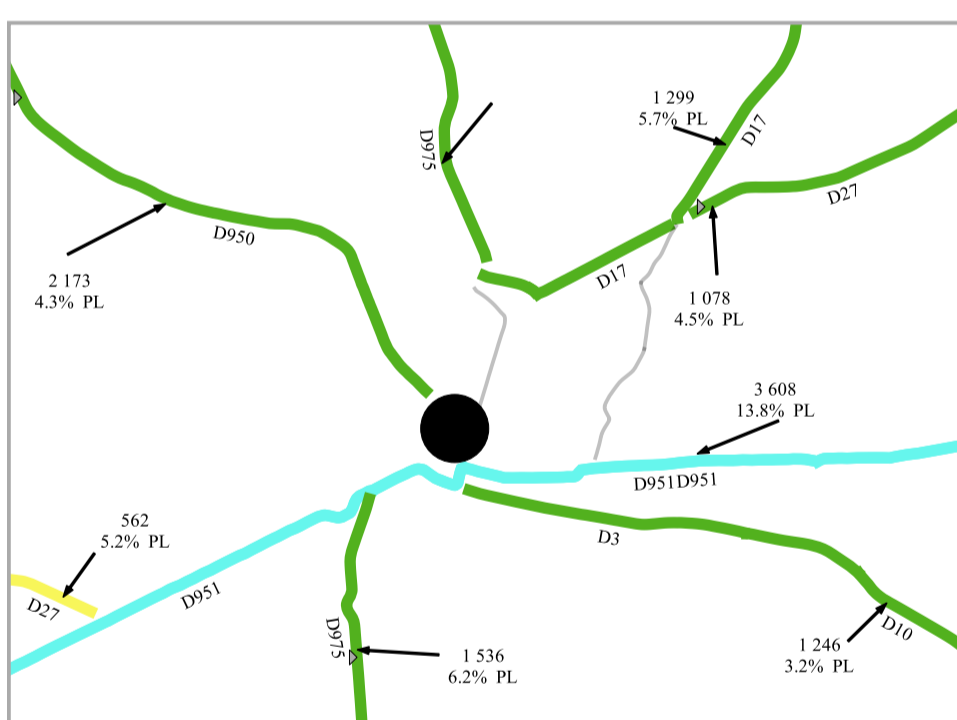 1 299
5.7% PL
D17
D975
D27
D950
D17
2 173
4.3% PL
1 078
4.5% PL
3 608
13.8% PL
D951D951
562
5.2% PL
D3
D951
D27
D10
D975
1 536
6.2% PL
1 246
3.2% PL